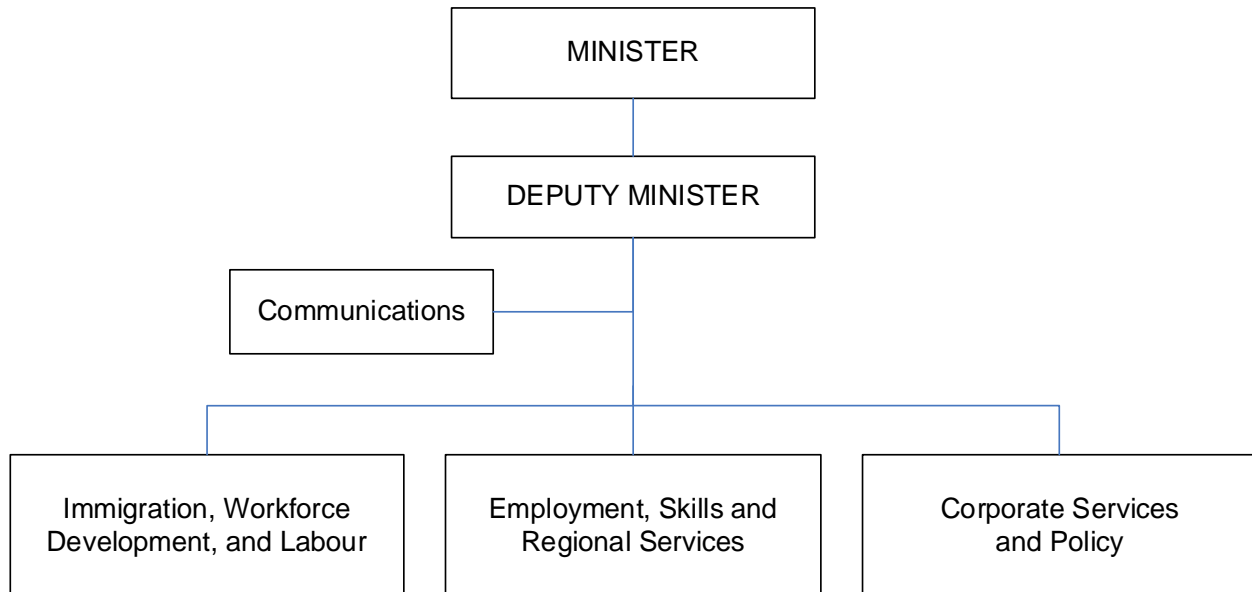 MINISTER
DEPUTY MINISTER
Communications
Immigration, Workforce
Development, and Labour
Employment, Skills and
Regional Services
Corporate Services
and Policy